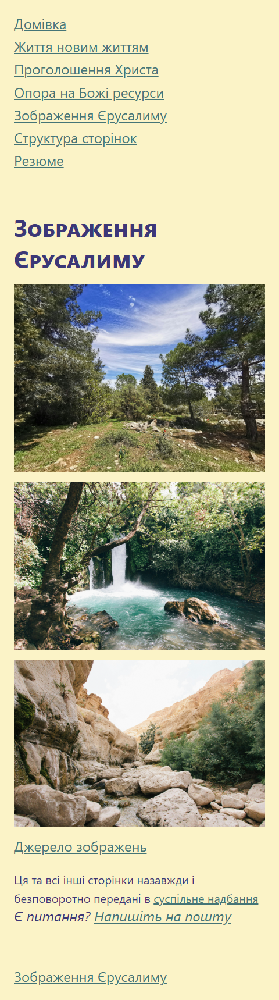 Домівка
Життя новим життям
Проголошення Христа
Опора на Божі ресурси
Зображення Єрусалиму
Структура сторінок
Резюме
Зображення
Єрусалиму
Джерело зображень
Ця та всі інші сторінки назавжди і
безповоротно передані в суспільне надбання
Є питання? Напишіть на пошту
Зображення Єрусалиму